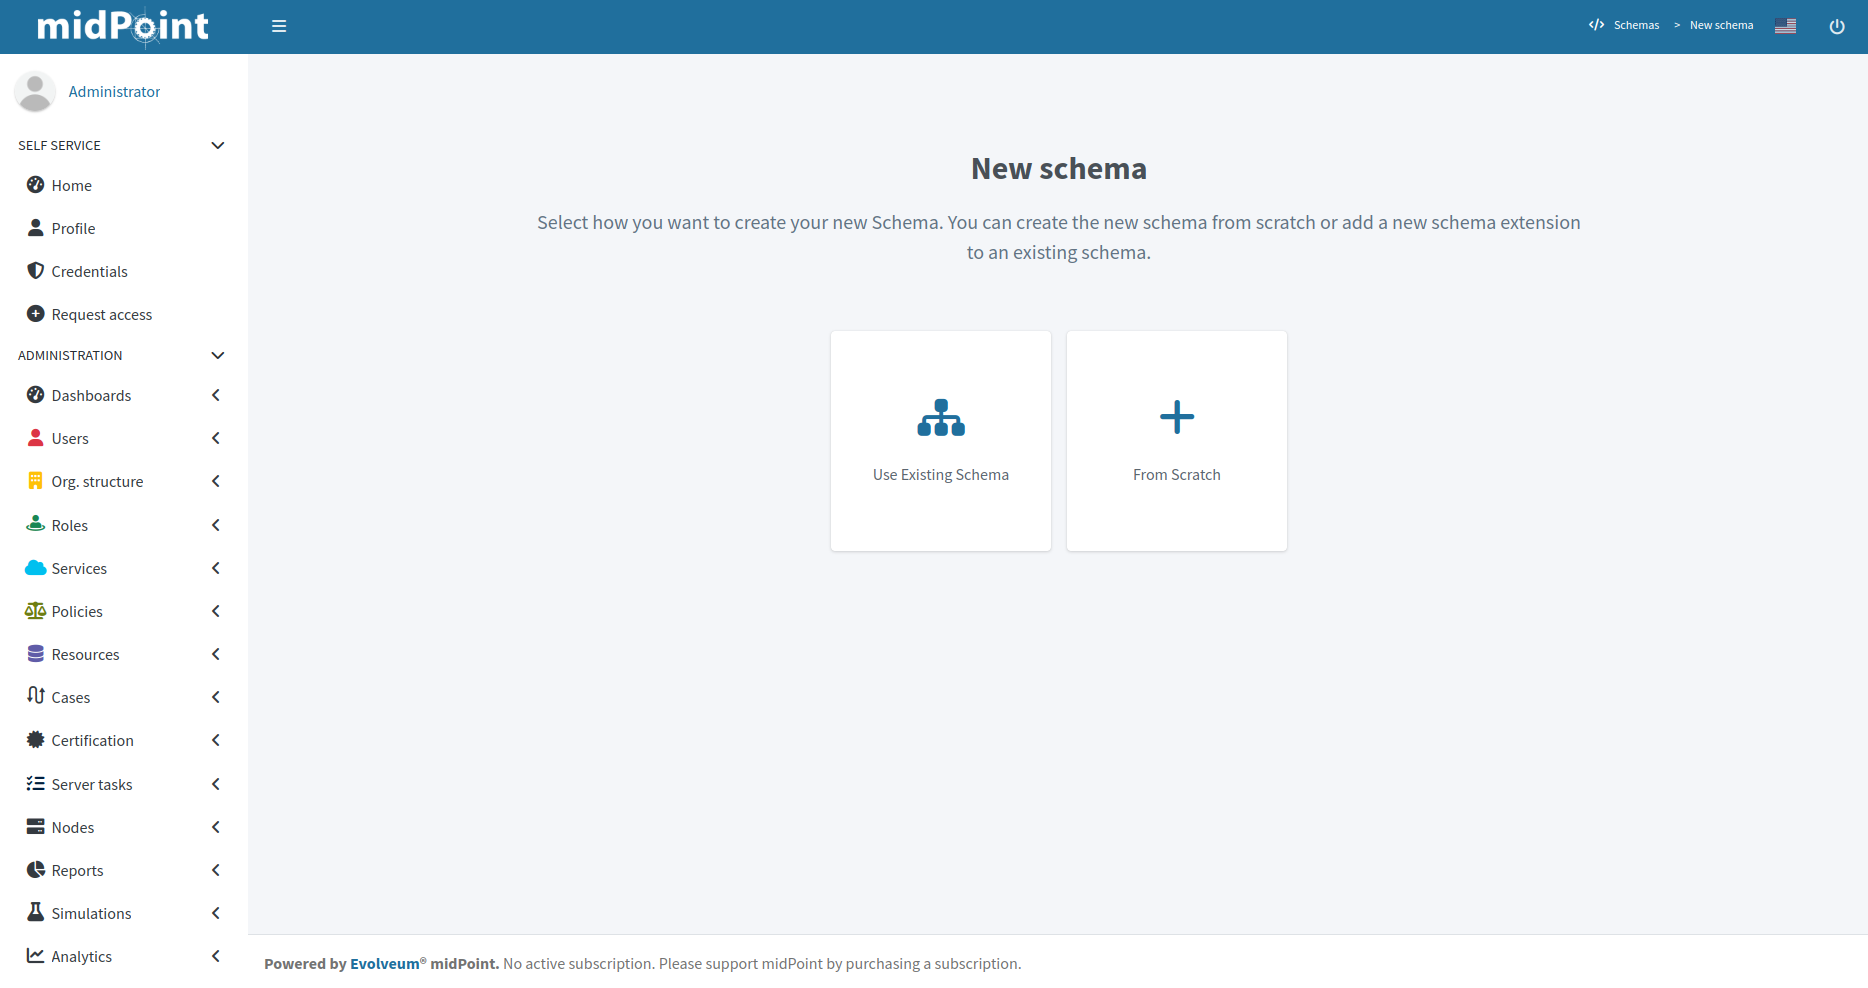 midPoint
Schemas > New schema
Administrator
SELF SERVICE
Home
Profile
Credentials
Request access
ADMINISTRATION
Dashboards
Users
Org. structure
Roles
Services
Policies
Resources
Cases
Certification
Server tasks
Nodes
Reports
Simulations
Analytics
New schema
Select how you want to create your new Schema. You can create the new schema from scratch or add a new schema extension
to an existing schema.
Use Existing Schema
From Scratch
Powered by Evolveum® midPoint. No active subscription. Please support midPoint by purchasing a subscription.